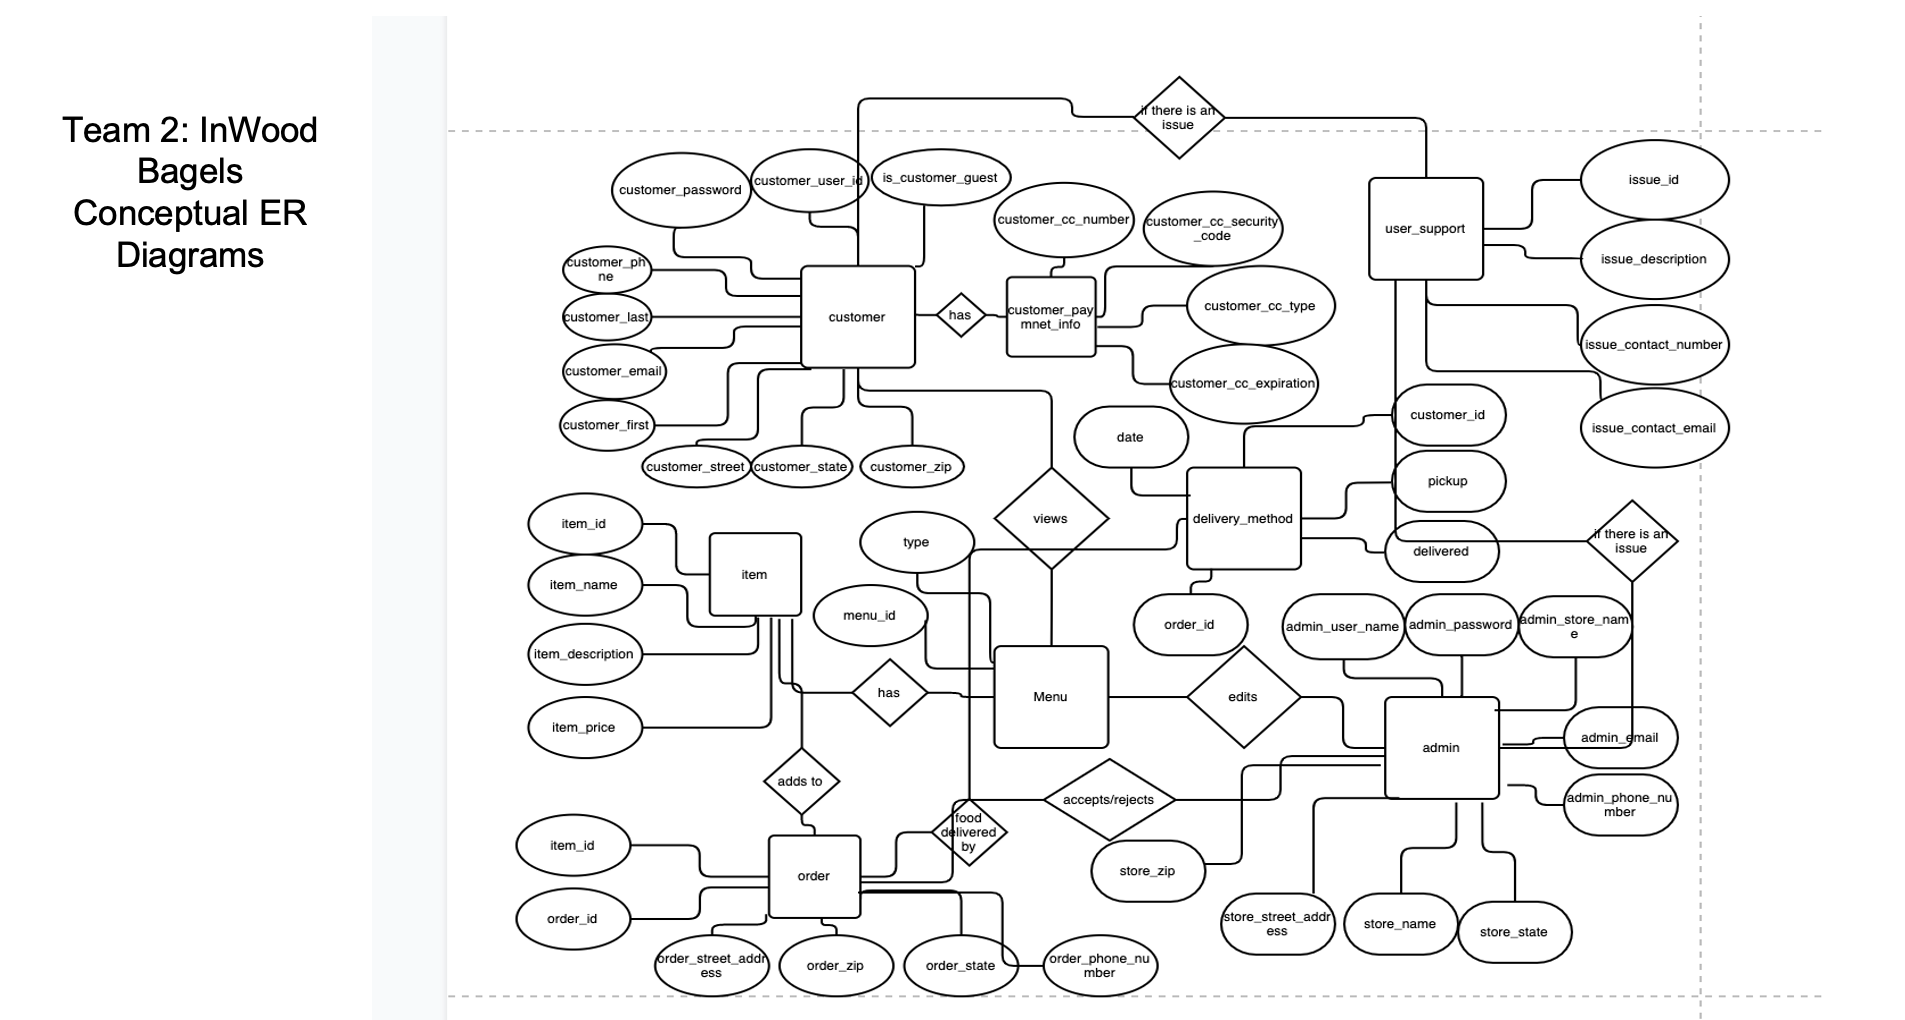 Team 2: InWood
Bagels
Conceptual ER
Diagrams
if there is an
issue
customer_password
customer_user_id
is_customer_guest
issue_id
customer_cc_number
customer_cc_security
_code
user_support
issue_description
customer_ph
ne
customer_last
customer_email
customer_first
customer
has
customer_pay
mnet_info
customer_cc_type
customer_cc_expiration
issue_contact_number
issue_contact_email
customer_street
customer_state
customer_zip
date
customer_id
pickup
delivered
delivery_method
views
if there is an
issue
item_id
item_name
item_description
item_price
item
type
menu_id
order_id
admin_user_name
admin_password
admin_store_nam
e
has
Menu
edits
admin
admin_email
admin_phone_nu
mber
adds to
accepts/rejects
food
delivered
by
store_zip
item_id
order_id
order
store_street_addr
ess
store_name
store_state
order_street_addr
ess
order_zip
order_state
order_phone_nu
mber